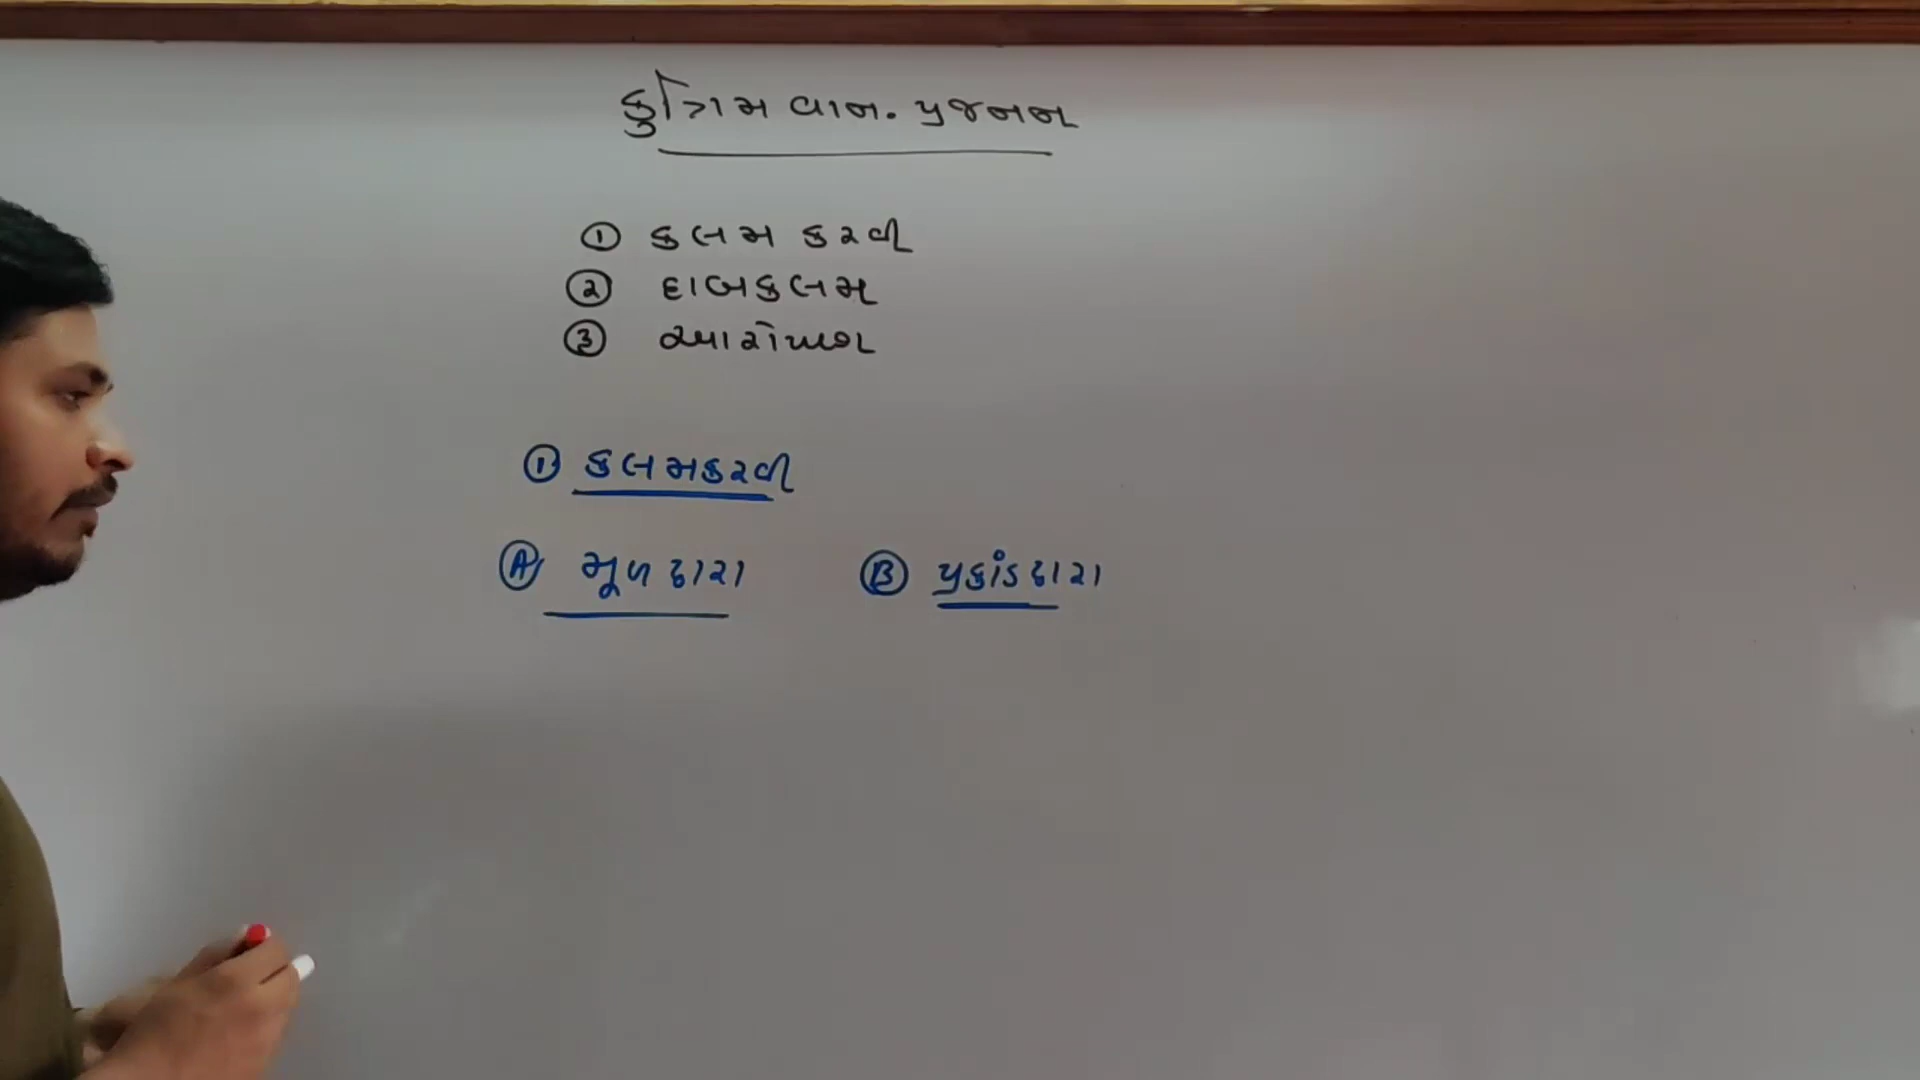 કુત્રિમ વાન. પ્રજનન
① કલમ કરવી
② દાબકલમ
③ આરોપણ
① કલમકરવી
Ⓐ મૂળ દ્વારા Ⓑ પ્રકાંડ દ્વારા